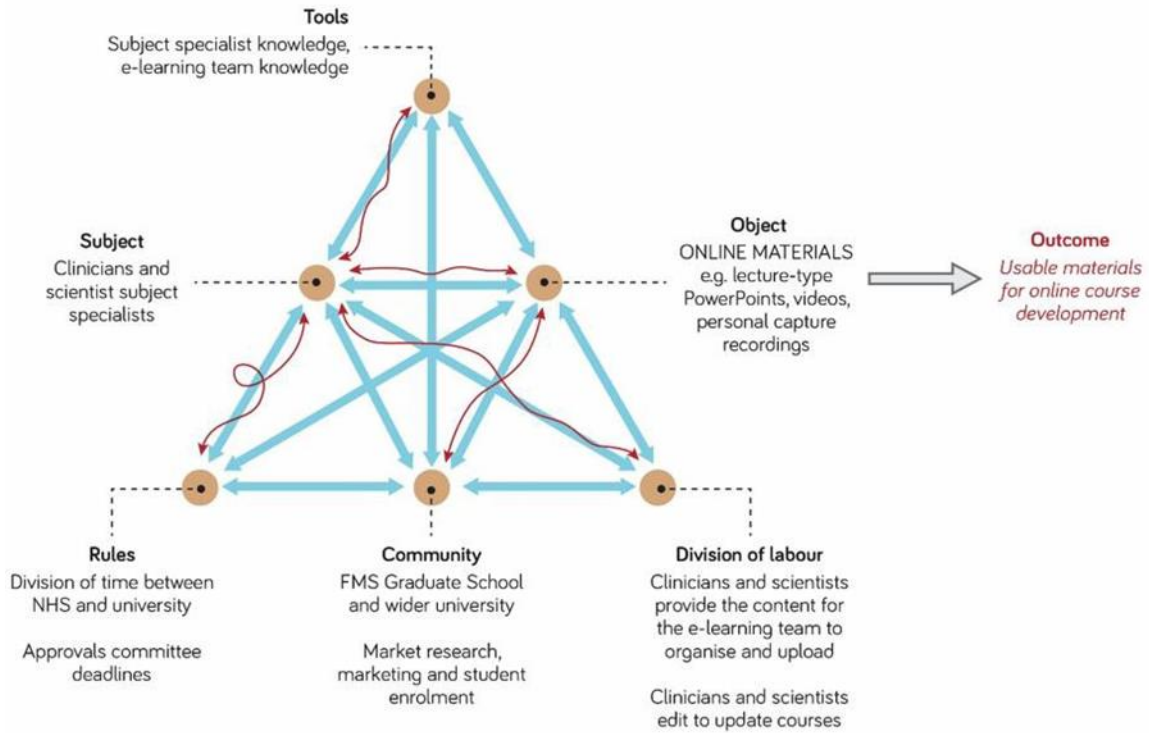 Tools
Subject specialist knowledge,
e-learning team knowledge
Subject
Clinicians and
scientist subject
specialists
Object
ONLINE MATERIALS
e.g. lecture-type
PowerPoints, videos,
personal capture
recordings
Outcome
Usable materials
for online course
development
Rules
Division of time between
NHS and university
Approvals committee
deadlines
Community
FMS Graduate School
and wider university
Market research,
marketing and student
enrolment
Division of labour
Clinicians and scientists
provide the content for
the e-learning team to
organise and upload
Clinicians and scientists
edit to update courses